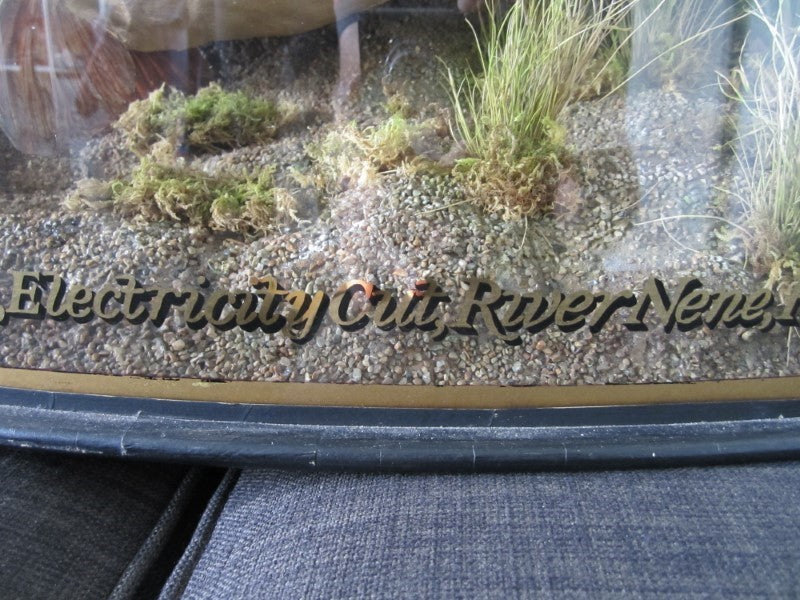 , Electricity Cut, River Nene,